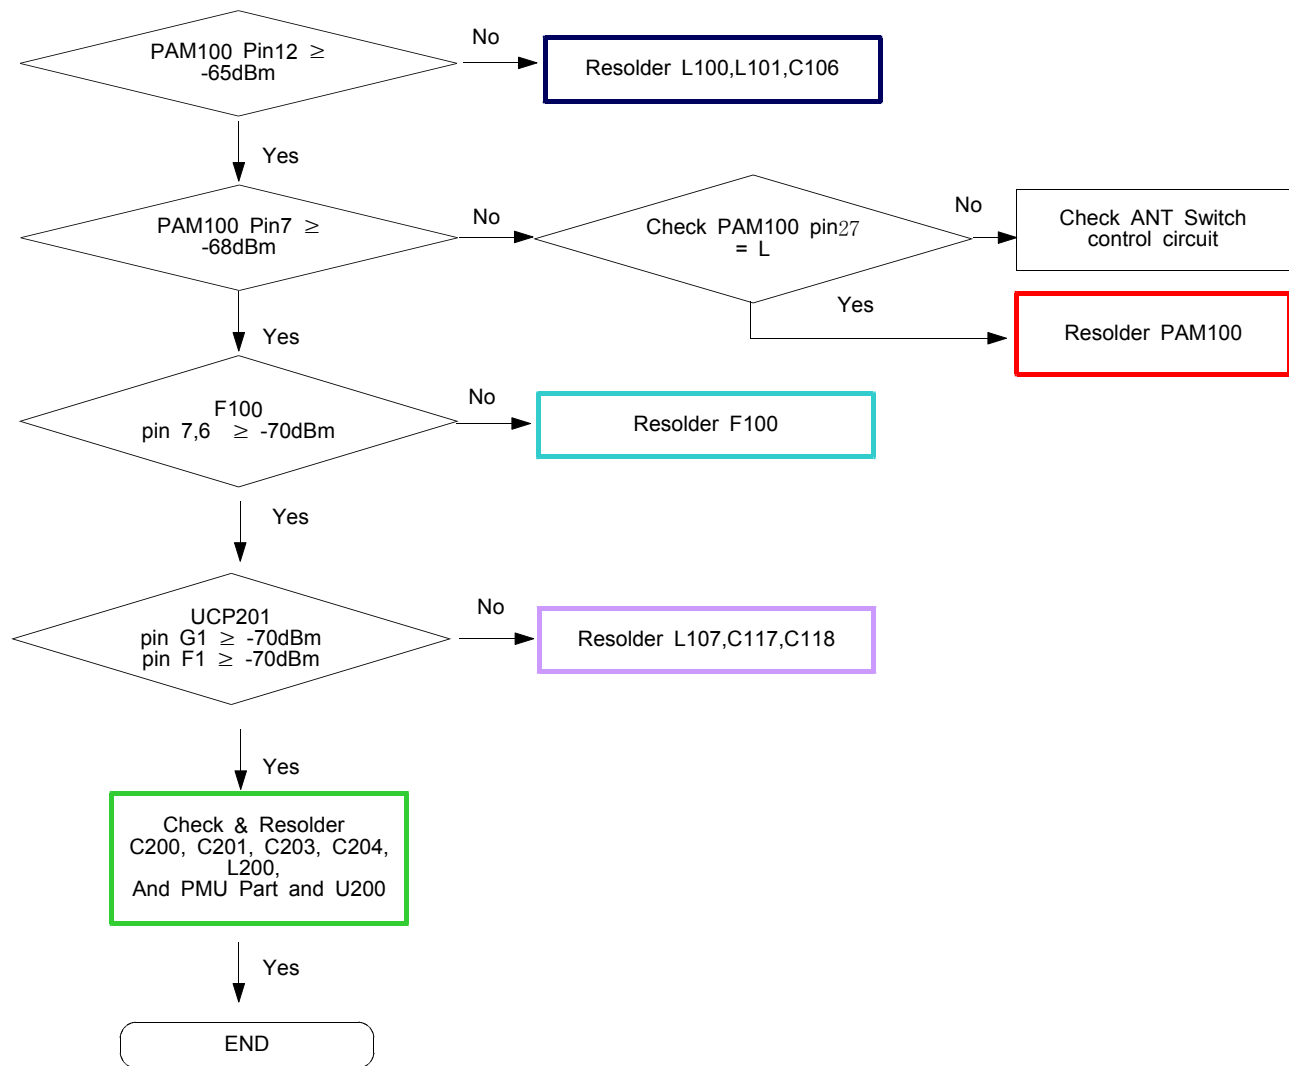 PAM100 Pin12 ≥
-65dBm
No
Resolder L100,L101,C106
Yes
PAM100 Pin7 ≥
-68dBm
No
Check PAM100 pin27
= L
No
Check ANT Switch
control circuit
Yes
Resolder PAM100
Yes
F100
pin 7,6 ≥ -70dBm
No
Resolder F100
Yes
UCP201
pin G1 ≥ -70dBm
pin F1 ≥ -70dBm
No
Resolder L107,C117,C118
Yes
Check & Resolder
C200, C201, C203, C204,
L200,
And PMU Part and U200
Yes
END